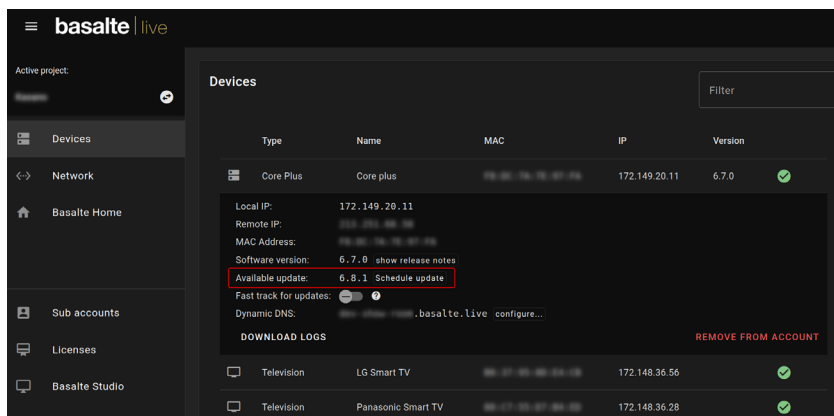 basalte live
Active project:
Devices
Network
Basalte Home
Sub accounts
Licenses
Basalte Studio
Devices
Filter
Type Name MAC IP Version
Core Plus Core plus 172.149.20.11 6.7.0
Local IP: 172.149.20.11
Remote IP:
MAC Address:
Software version: 6.7.0 show release notes
Available update: 6.8.1 Schedule update
Fast track for updates: ?
Dynamic DNS: .basalte.live configure...
DOWNLOAD LOGS REMOVE FROM ACCOUNT
Television LG Smart TV 172.148.36.56
Television Panasonic Smart TV 172.148.36.28